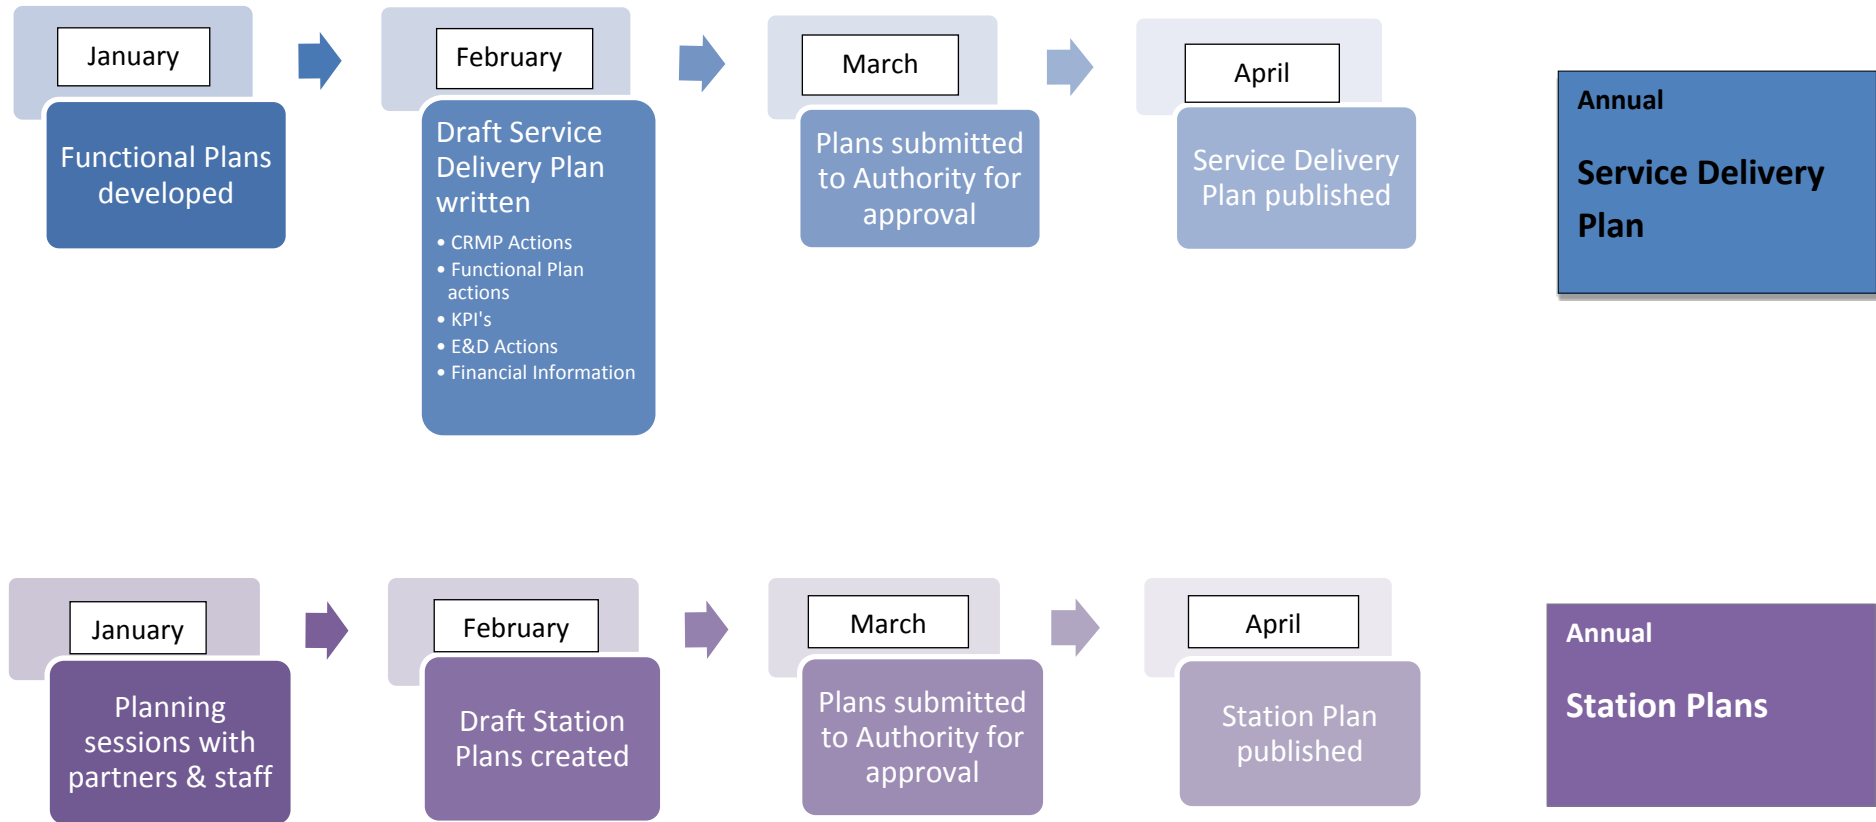 January
Functional Plans
developed
February
Draft Service
Delivery Plan
written
• CRMP Actions
• Functional Plan
actions
• KPI's
• E&D Actions
• Financial Information
March
Plans submitted
to Authority for
approval
April
Service Delivery
Plan published
Annual
Service Delivery
Plan
January
Planning
sessions with
partners & staff
February
Draft Station
Plans created
March
Plans submitted
to Authority for
approval
April
Station Plan
published
Annual
Station Plans